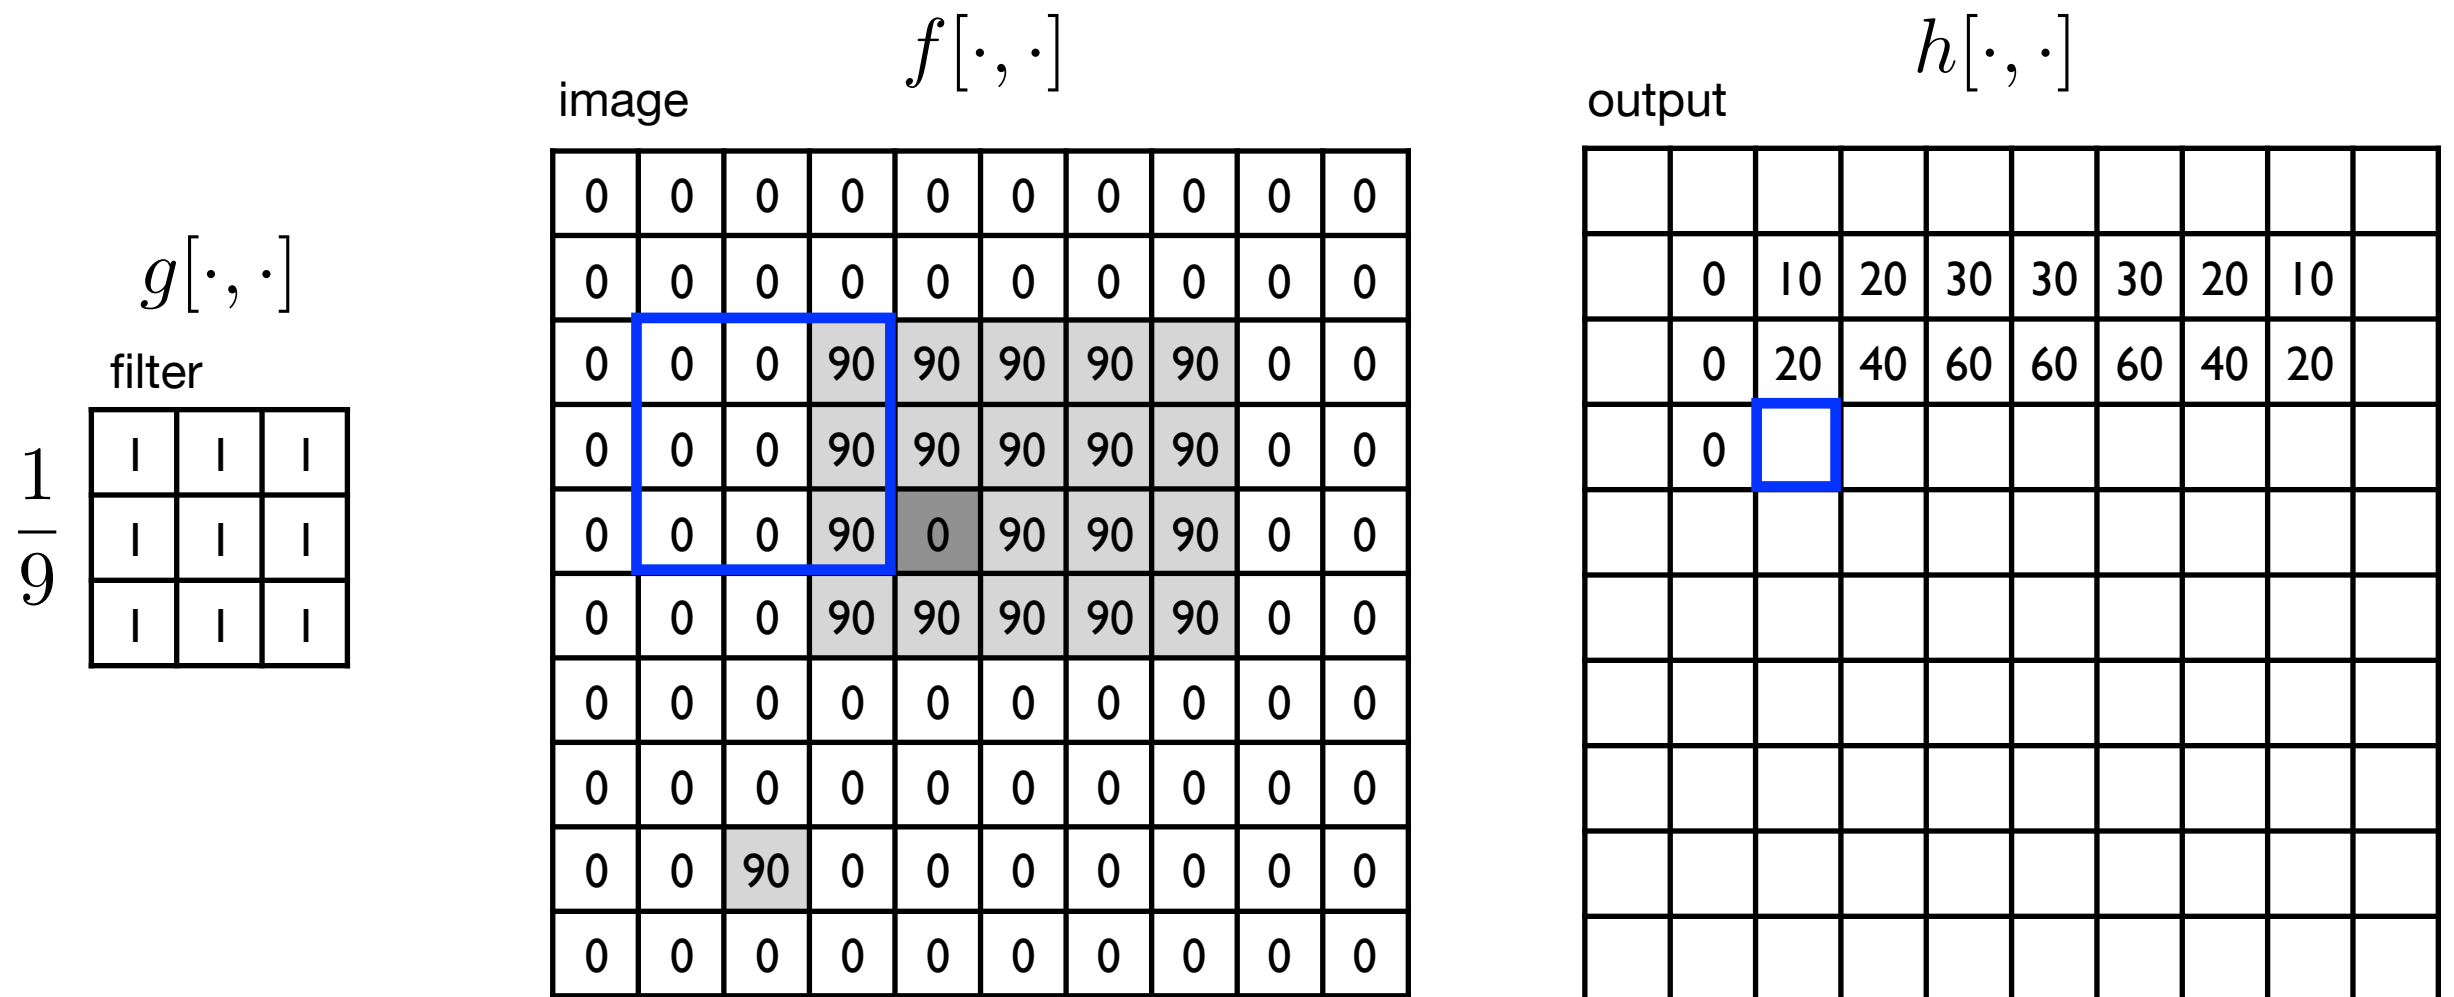 f[·, ·]
h[·, ·]
image
output
g[·, ·]
filter
1/9
1 1 1
1 1 1
1 1 1
0 0 0 0 0 0 0 0 0 0
0 0 0 0 0 0 0 0 0 0
0 0 0 90 90 90 90 90 0 0
0 0 0 90 90 90 90 90 0 0
0 0 0 90 0 90 90 90 0 0
0 0 0 90 90 90 90 90 0 0
0 0 0 0 0 0 0 0 0 0
0 0 0 0 0 0 0 0 0 0
0 0 90 0 0 0 0 0 0 0
0 0 0 0 0 0 0 0 0 0
0 10 20 30 30 30 20 10
0 20 40 60 60 60 40 20
0